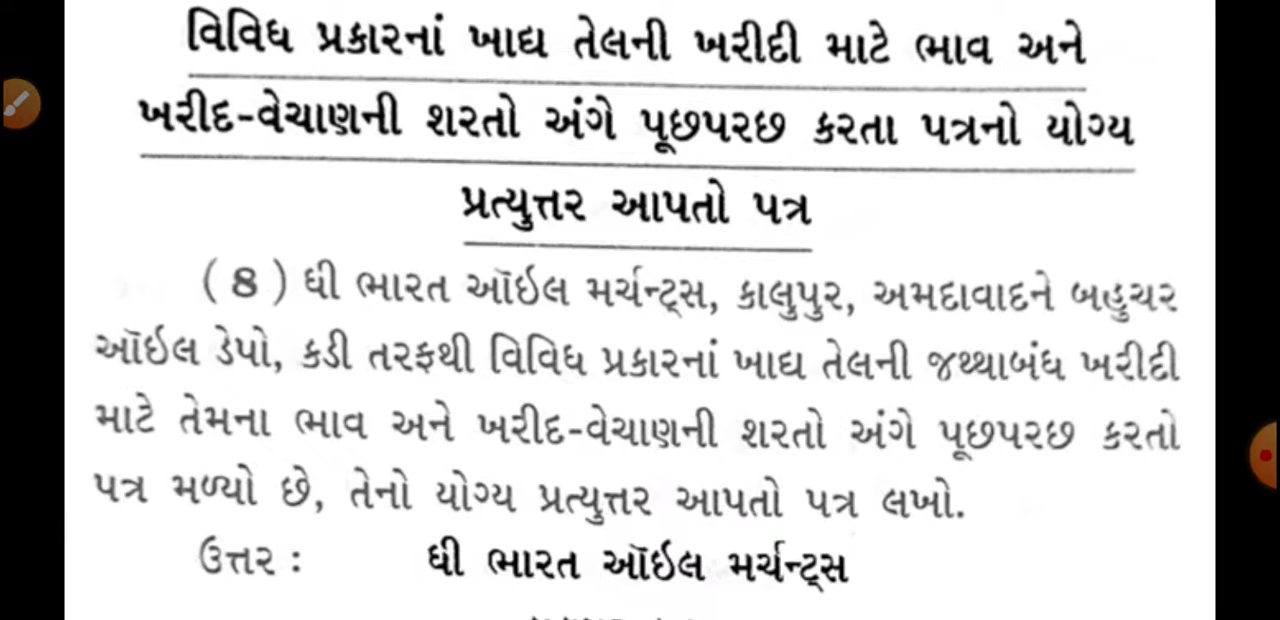 વિવિધ પ્રકારનાં ખાદ્ય તેલની ખરીદી માટે ભાવ અને
ખરીદ-વેચાણની શરતો અંગે પૂછપરછ કરતા પત્રનો યોગ્ય
પ્રત્યુત્તર આપતો પત્ર
( 8 ) ધી ભારત ઑઇલ મર્ચન્ટ્સ, કાલુપુર, અમદાવાદને બહુચર
ઑઇલ ડેપો, કડી તરફથી વિવિધ પ્રકારનાં ખાદ્ય તેલની જથ્થાબંધ ખરીદી
માટે તેમના ભાવ અને ખરીદ-વેચાણની શરતો અંગે પૂછપરછ કરતો
પત્ર મળ્યો છે, તેનો યોગ્ય પ્રત્યુત્તર આપતો પત્ર લખો.
ઉત્તર : ધી ભારત ઑઇલ મર્ચન્ટ્સ